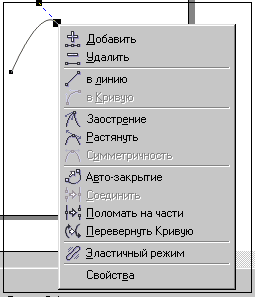 Добавить
Удалить
в линию
в Кривую
Заострение
Растянуть
Симметричность
Авто-закрытие
Соединить
Поломать на части
Перевернуть Кривую
Эластичный режим
Свойства